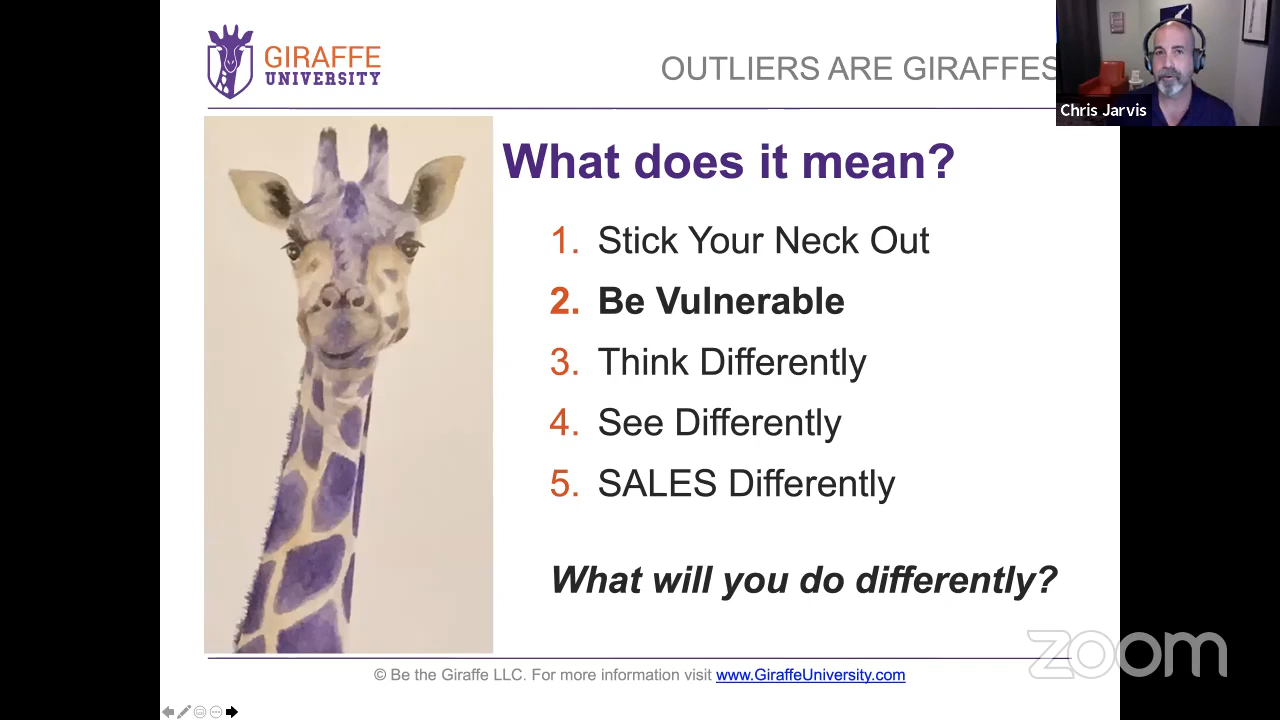 GIRAFFE
UNIVERSITY
OUTLIERS ARE GIRAFFES
Chris Jarvis
What does it mean?
1. Stick Your Neck Out
2. Be Vulnerable
3. Think Differently
4. See Differently
5. SALES Differently
What will you do differently?
zoom
© Be the Giraffe LLC. For more information visit www.GiraffeUniversity.com